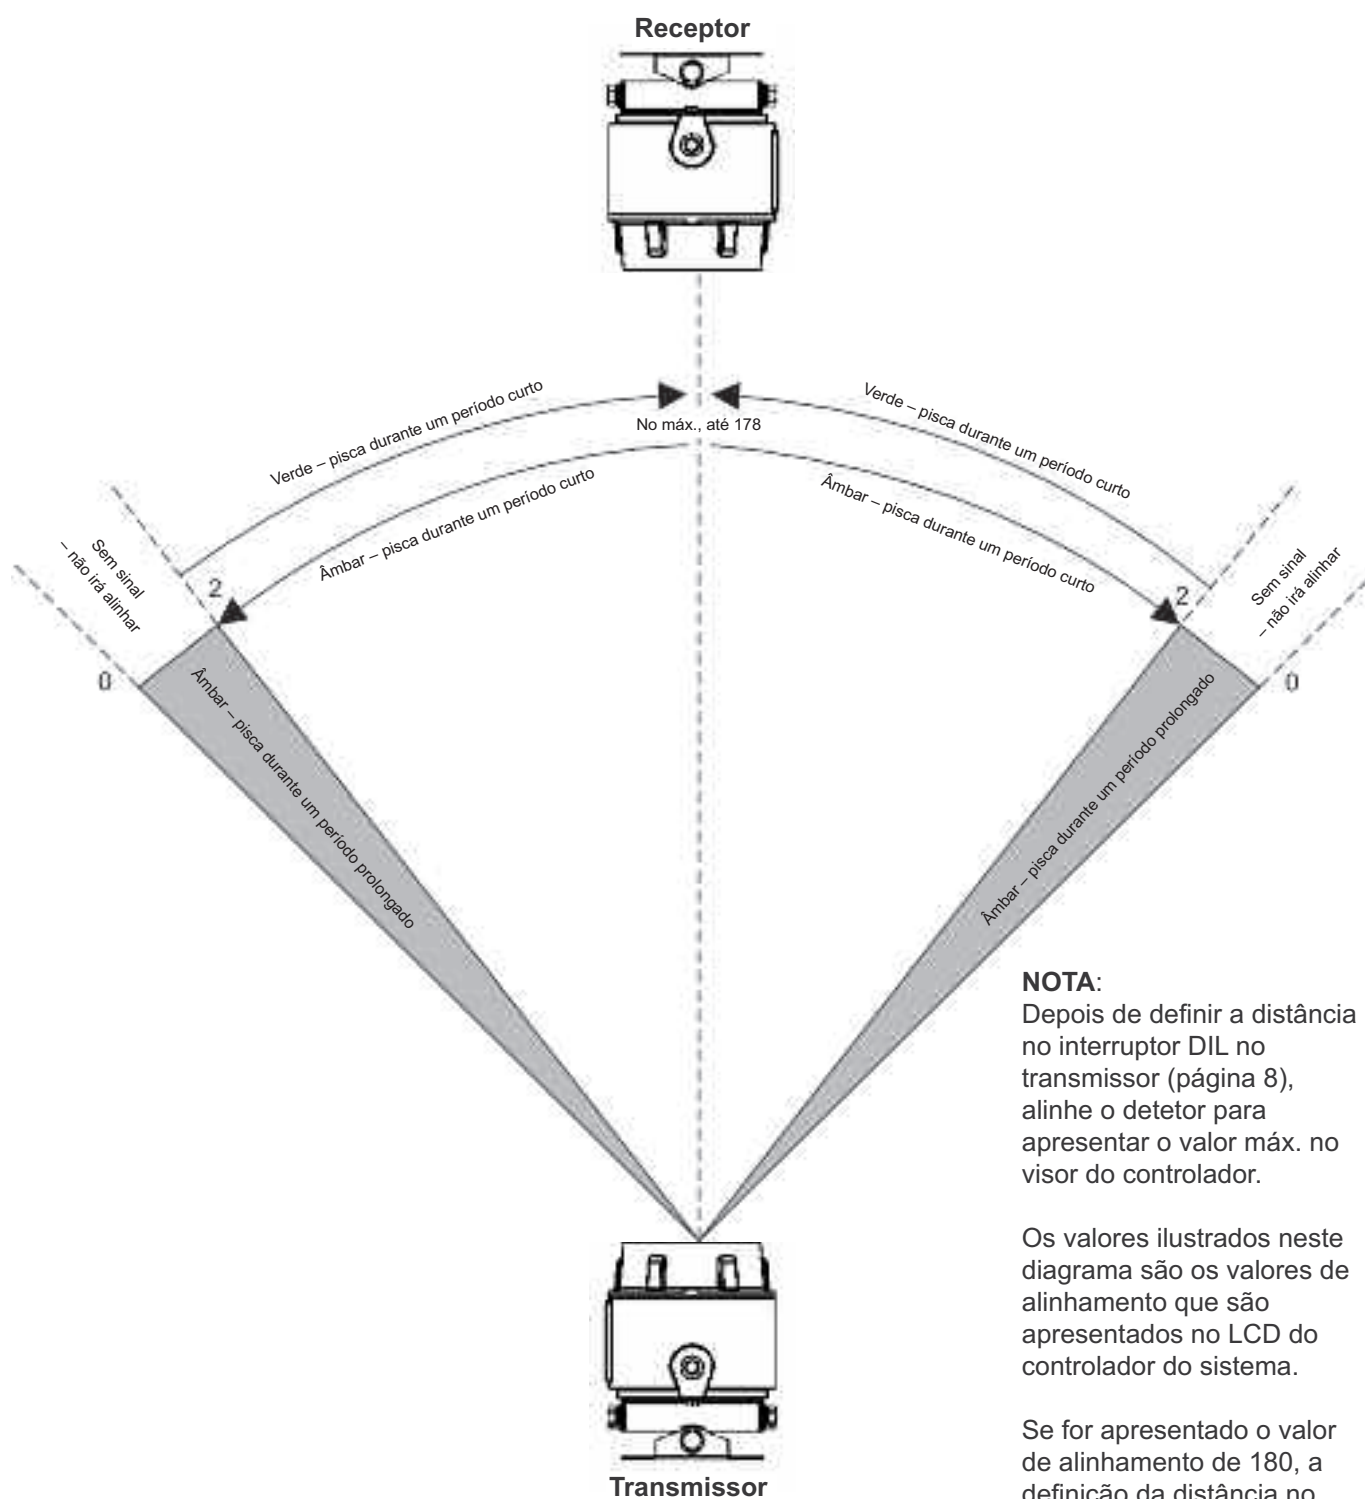 Receptor
Verde – pisca durante um período curto
Verde – pisca durante um período curto
No máx., até 178
Âmbar – pisca durante um período curto
Âmbar – pisca durante um período curto
Sem sinal
– não irá alinhar
2
0
Sem sinal
– não irá alinhar
2
0
Âmbar – pisca durante um período prolongado
Âmbar – pisca durante um período prolongado
NOTA:
Depois de definir a distância
no interruptor DIL no
transmissor (página 8),
alinhe o detetor para
apresentar o valor máx. no
visor do controlador.
Os valores ilustrados neste
diagrama são os valores de
alinhamento que são
apresentados no LCD do
controlador do sistema.
Se for apresentado o valor
de alinhamento de 180, a
definição da distância no
Transmissor